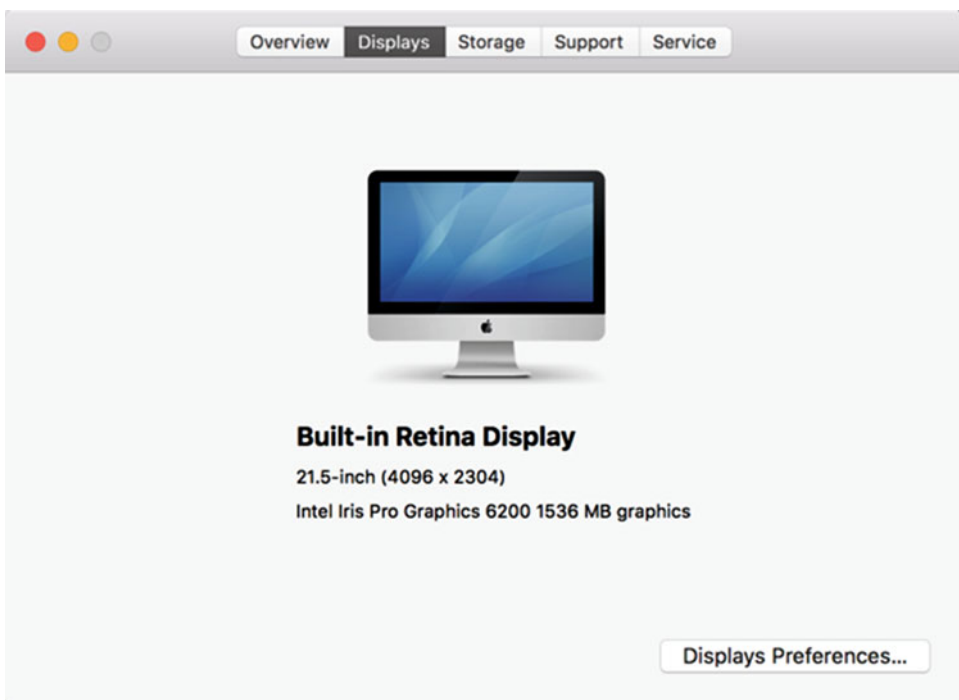 Overview Displays Storage Support Service
Built-in Retina Display
21.5-inch (4096 x 2304)
Intel Iris Pro Graphics 6200 1536 MB graphics
Displays Preferences...